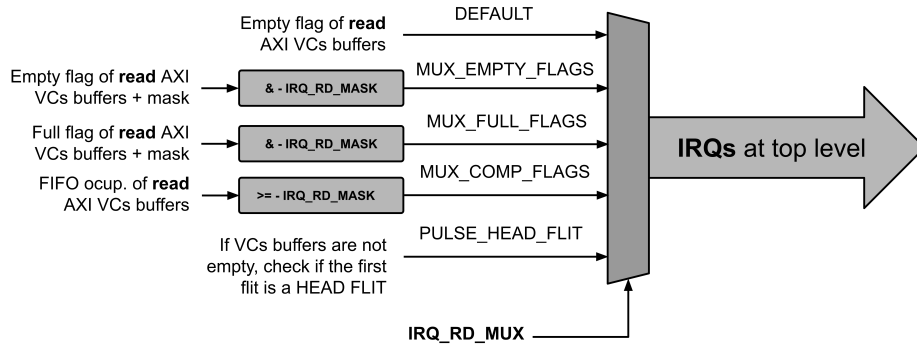 Empty flag of read
AXI VCs buffers
DEFAULT
Empty flag of read AXI
VCs buffers + mask
& - IRQ_RD_MASK
MUX_EMPTY_FLAGS
Full flag of read AXI
VCs buffers + mask
& - IRQ_RD_MASK
MUX_FULL_FLAGS
FIFO ocup. of read
AXI VCs buffers
>= - IRQ_RD_MASK
MUX_COMP_FLAGS
If VCs buffers are not
empty, check if the first
flit is a HEAD FLIT
PULSE_HEAD_FLIT
IRQs at top level
IRQ_RD_MUX